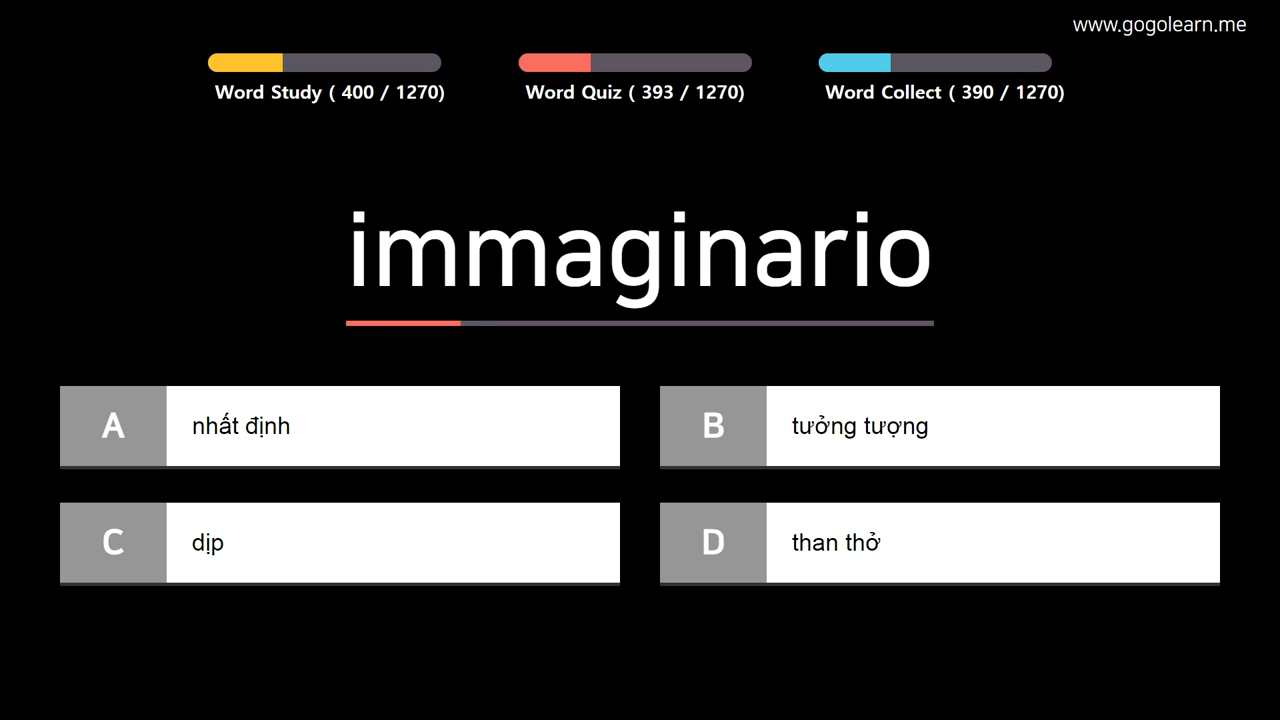 www.gogolearn.me
Word Study ( 400 / 1270)
Word Quiz ( 393 / 1270)
Word Collect ( 390 / 1270)
immaginario
A nhất định
B tưởng tượng
C dịp
D than thở